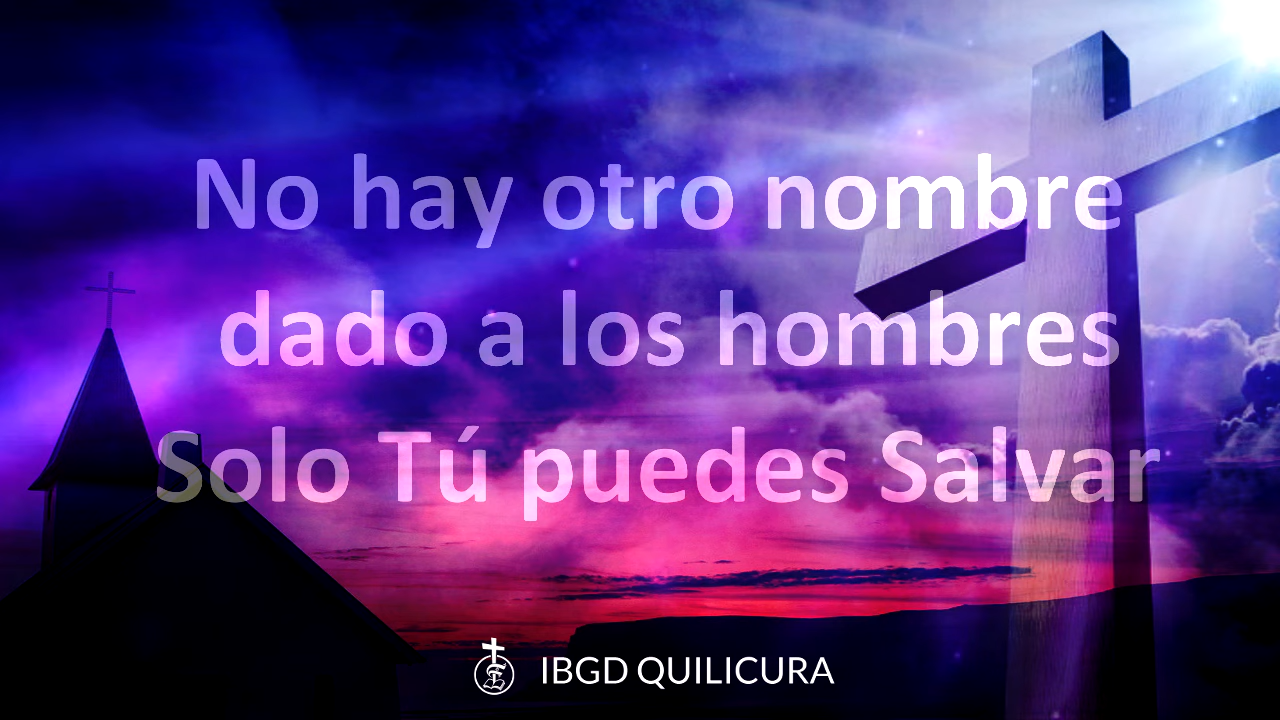 No hay otro nombre
dado a los hombres
Solo Tú puedes Salvar
IBGD QUILICURA